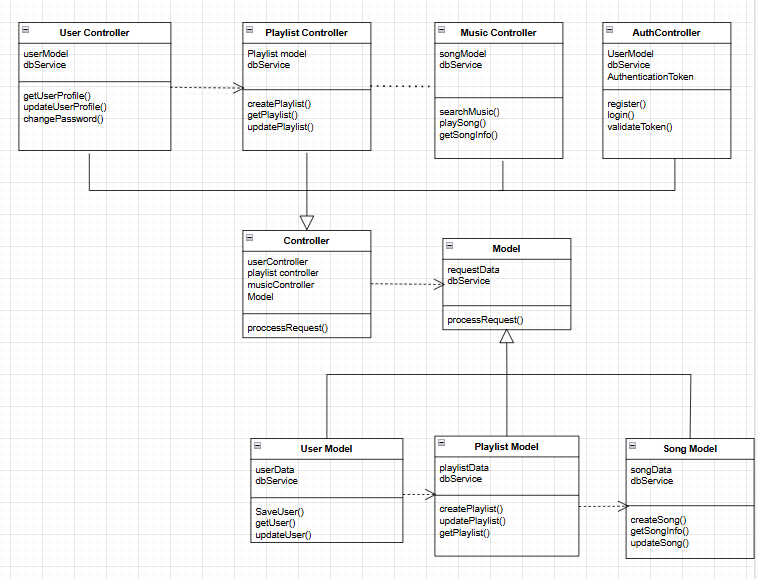 User Controller
userModel
dbService
getUserProfile()
updateUserProfile()
changePassword()
Playlist Controller
Playlist model
dbService
createPlaylist()
getPlaylist()
updatePlaylist()
Music Controller
songModel
dbService
searchMusic()
playSong()
getSongInfo()
AuthController
UserModel
dbService
AuthenticationToken
register()
login()
validateToken()
Controller
userController
playlist controller
musicController
Model
proccessRequest()
Model
requestData
dbService
processRequest()
User Model
userData
dbService
SaveUser()
getUser()
updateUser()
Playlist Model
playlistData
dbService
createPlaylist()
updatePlaylist()
getPlaylist()
Song Model
songData
dbService
createSong()
getSongInfo()
updateSong()